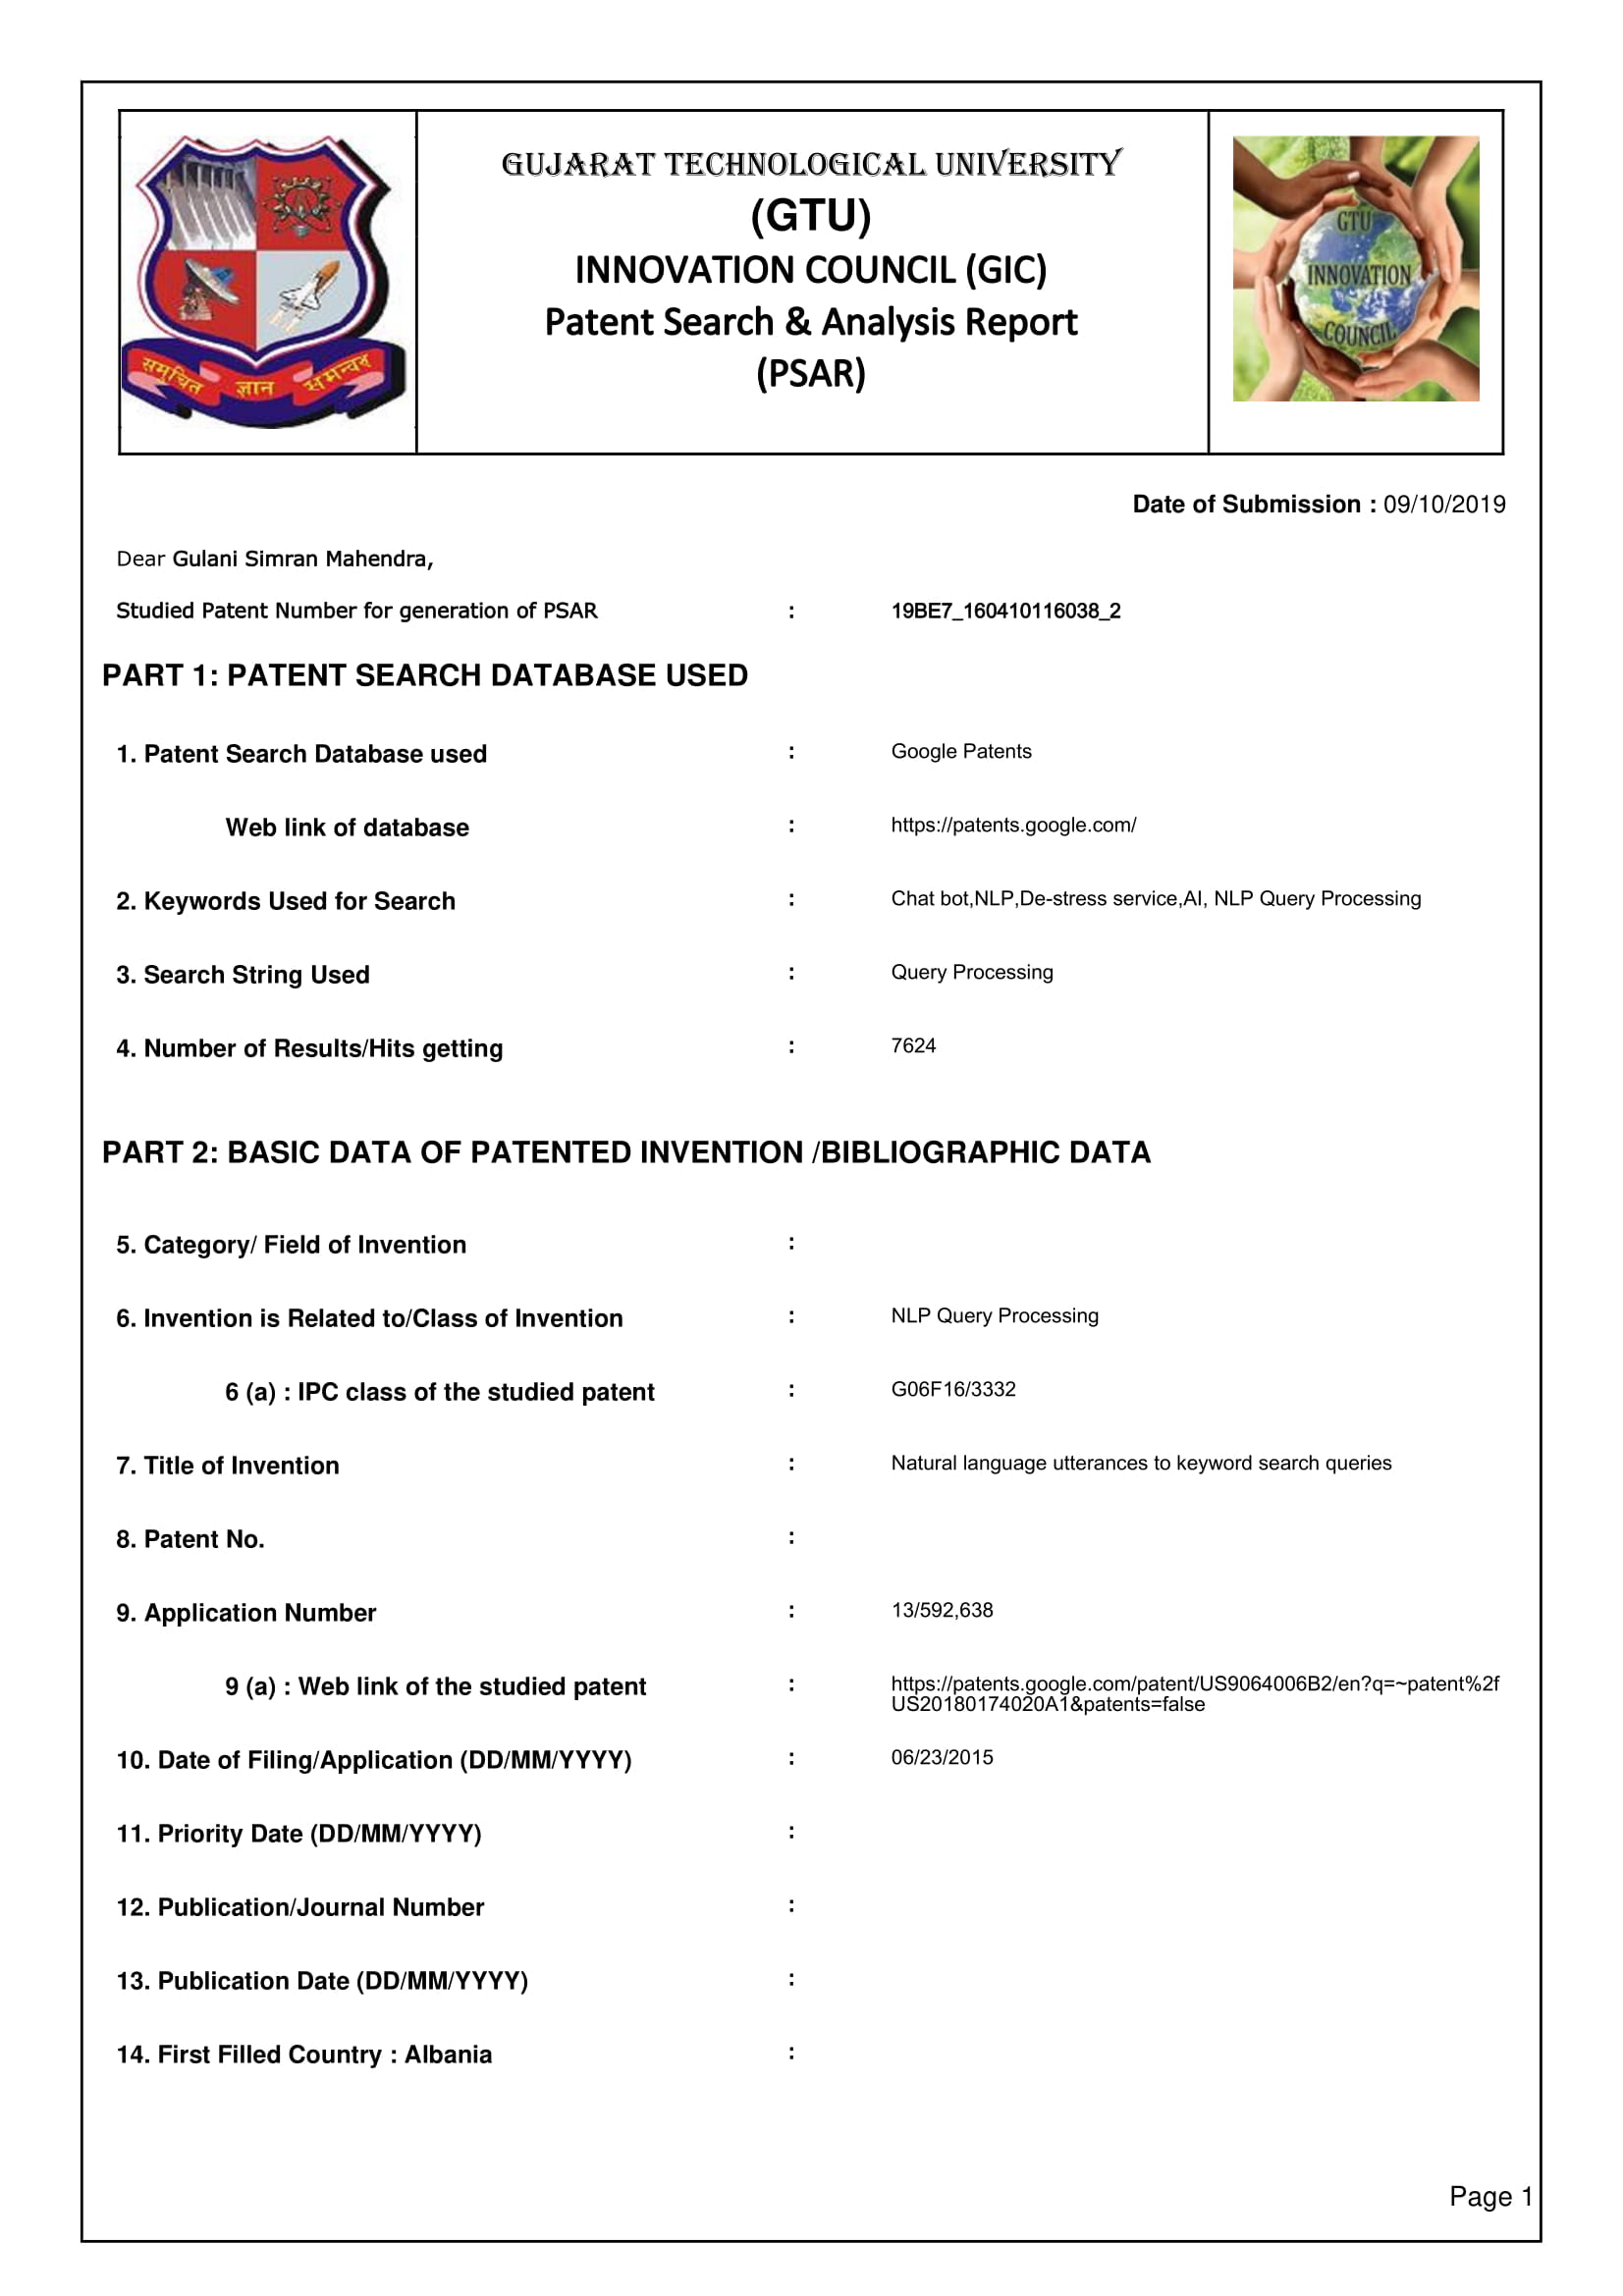 GUJARAT TECHNOLOGICAL UNIVERSITY
(GTU)
INNOVATION COUNCIL (GIC)
Patent Search & Analysis Report
(PSAR)
समुचित ज्ञान समन्वय
GTU
INNOVATION
COUNCIL
Date of Submission : 09/10/2019
Dear Gulani Simran Mahendra,
Studied Patent Number for generation of PSAR : 19BE7_160410116038_2
PART 1: PATENT SEARCH DATABASE USED
1. Patent Search Database used : Google Patents
Web link of database : https://patents.google.com/
2. Keywords Used for Search : Chat bot,NLP,De-stress service,AI, NLP Query Processing
3. Search String Used : Query Processing
4. Number of Results/Hits getting : 7624
PART 2: BASIC DATA OF PATENTED INVENTION /BIBLIOGRAPHIC DATA
5. Category/ Field of Invention :
6. Invention is Related to/Class of Invention : NLP Query Processing
6 (a) : IPC class of the studied patent : G06F16/3332
7. Title of Invention : Natural language utterances to keyword search queries
8. Patent No. :
9. Application Number : 13/592,638
9 (a) : Web link of the studied patent : https://patents.google.com/patent/US9064006B2/en?q=~patent%2f
US20180174020A1&patents=false
10. Date of Filing/Application (DD/MM/YYYY) : 06/23/2015
11. Priority Date (DD/MM/YYYY) :
12. Publication/Journal Number :
13. Publication Date (DD/MM/YYYY) :
14. First Filled Country : Albania :
Page 1